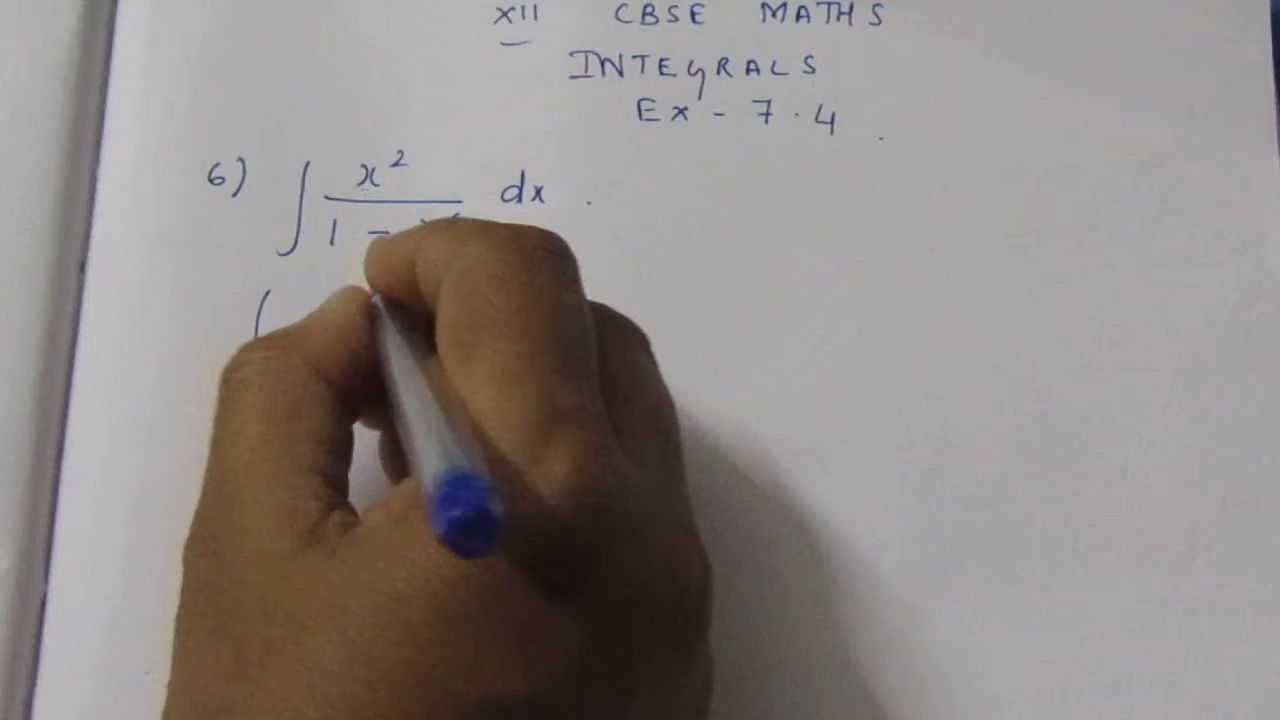 XII CBSE MATHS
INTEGRALS
Ex - 7.4 .
6) ∫ x² / 1 - dx .